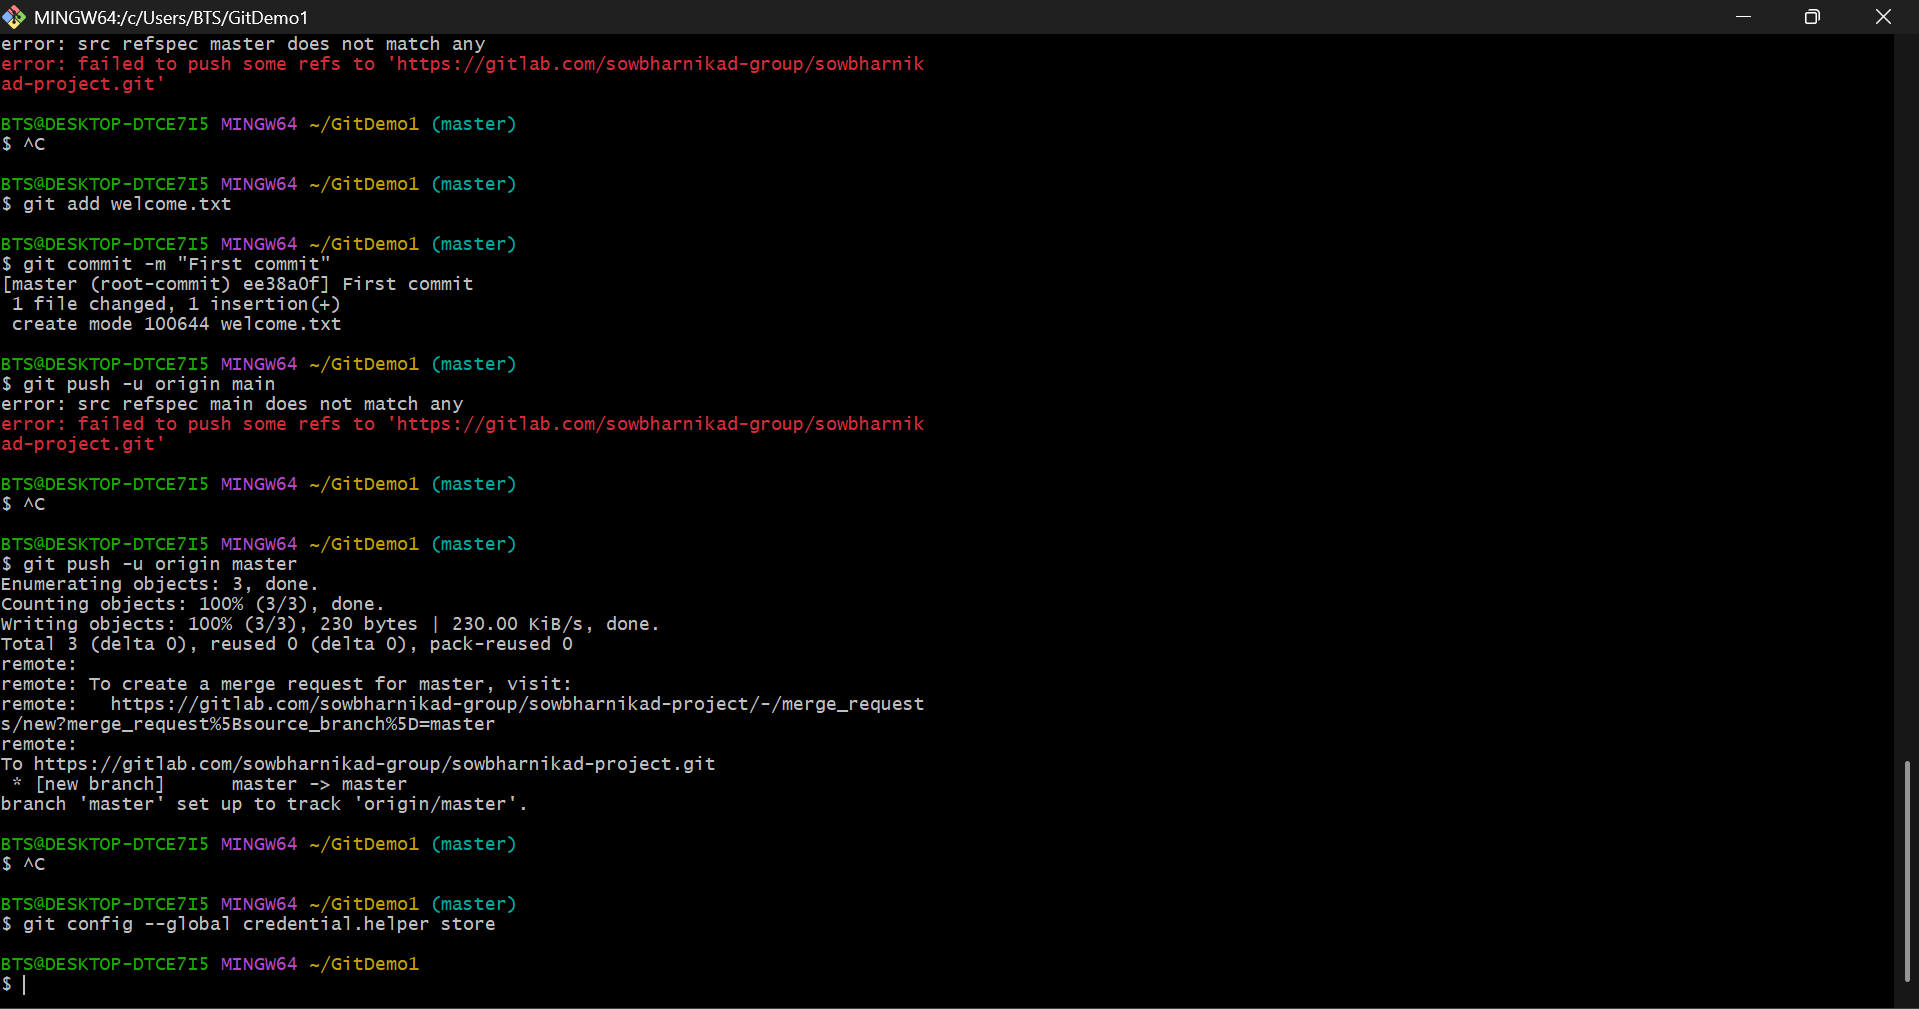 MINGW64:/c/Users/BTS/GitDemo1
error: src refspec master does not match any
error: failed to push some refs to 'https://gitlab.com/sowbharnikad-group/sowbharnik
ad-project.git'
BTS@DESKTOP-DTCE7I5 MINGW64 ~/GitDemo1 (master)
$ ^C
BTS@DESKTOP-DTCE7I5 MINGW64 ~/GitDemo1 (master)
$ git add welcome.txt
BTS@DESKTOP-DTCE7I5 MINGW64 ~/GitDemo1 (master)
$ git commit -m "First commit"
[master (root-commit) ee38a0f] First commit
 1 file changed, 1 insertion(+)
 create mode 100644 welcome.txt
BTS@DESKTOP-DTCE7I5 MINGW64 ~/GitDemo1 (master)
$ git push -u origin main
error: src refspec main does not match any
error: failed to push some refs to 'https://gitlab.com/sowbharnikad-group/sowbharnik
ad-project.git'
BTS@DESKTOP-DTCE7I5 MINGW64 ~/GitDemo1 (master)
$ ^C
BTS@DESKTOP-DTCE7I5 MINGW64 ~/GitDemo1 (master)
$ git push -u origin master
Enumerating objects: 3, done.
Counting objects: 100% (3/3), done.
Writing objects: 100% (3/3), 230 bytes | 230.00 KiB/s, done.
Total 3 (delta 0), reused 0 (delta 0), pack-reused 0
remote:
remote: To create a merge request for master, visit:
remote:   https://gitlab.com/sowbharnikad-group/sowbharnikad-project/-/merge_request
s/new?merge_request%5Bsource_branch%5D=master
remote:
To https://gitlab.com/sowbharnikad-group/sowbharnikad-project.git
 * [new branch]      master -> master
branch 'master' set up to track 'origin/master'.
BTS@DESKTOP-DTCE7I5 MINGW64 ~/GitDemo1 (master)
$ ^C
BTS@DESKTOP-DTCE7I5 MINGW64 ~/GitDemo1 (master)
$ git config --global credential.helper store
BTS@DESKTOP-DTCE7I5 MINGW64 ~/GitDemo1
$